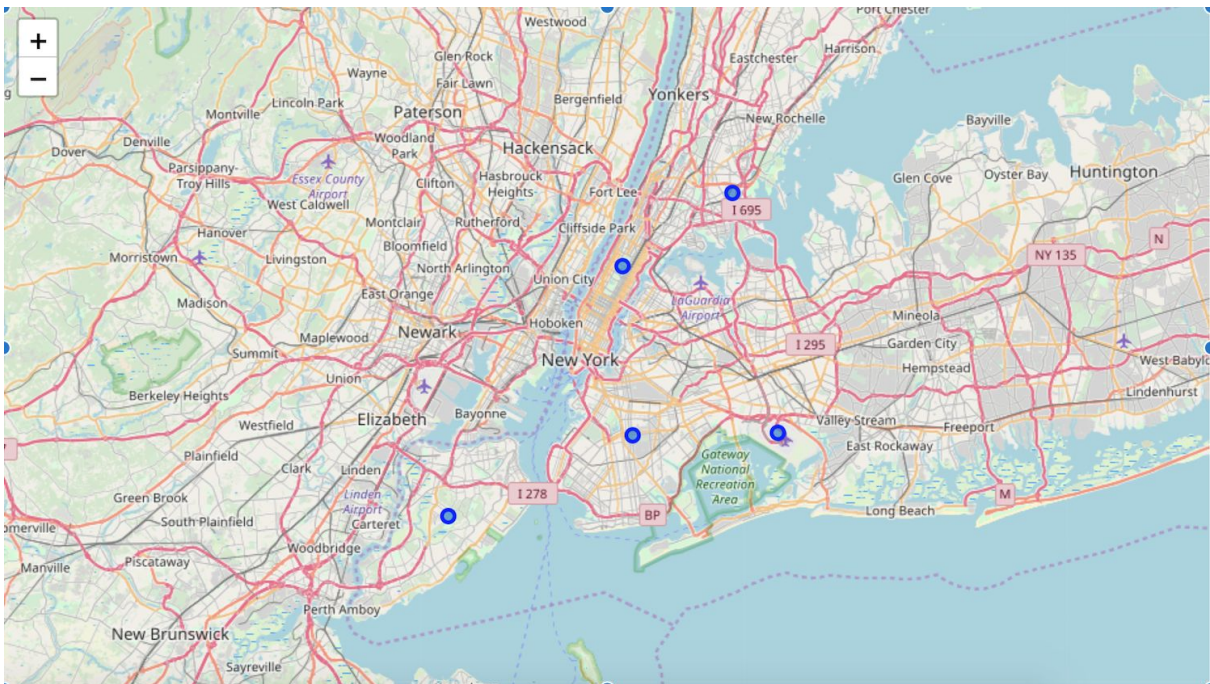 +
−
Westwood
Port Chester
Harrison
Eastchester
Glen Rock
Wayne
Fair Lawn
Yonkers
Lincoln Park
Bergenfield
Paterson
Montville
New Rochelle
Bayville
Denville
Dover
Woodland
Park
Hackensack
Parsippany-
Troy Hills
Essex County
Airport
Hasbrouck
Heights
Clifton
Fort Lee
Glen Cove
Oyster Bay
Huntington
West Caldwell
I 695
Montclair
Rutherford
Cliffside Park
Hanover
Bloomfield
N
NY 135
Morristown
Livingston
North Arlington
Union City
East Orange
LaGuardia
Airport
Madison
Hoboken
Mineola
Newark
Maplewood
I 295
Garden City
Summit
New York
Hempstead
West Babyl
Union
Berkeley Heights
Lindenhurst
Elizabeth
Bayonne
Valley Stream
Freeport
Westfield
East Rockaway
Plainfield
Gateway
National
Recreation
Area
Clark
Linden
I 278
Green Brook
Linden
Airport
M
BP
Long Beach
South Plainfield
Carteret
omerville
Woodbridge
Piscataway
Manville
Perth Amboy
New Brunswick
Sayreville